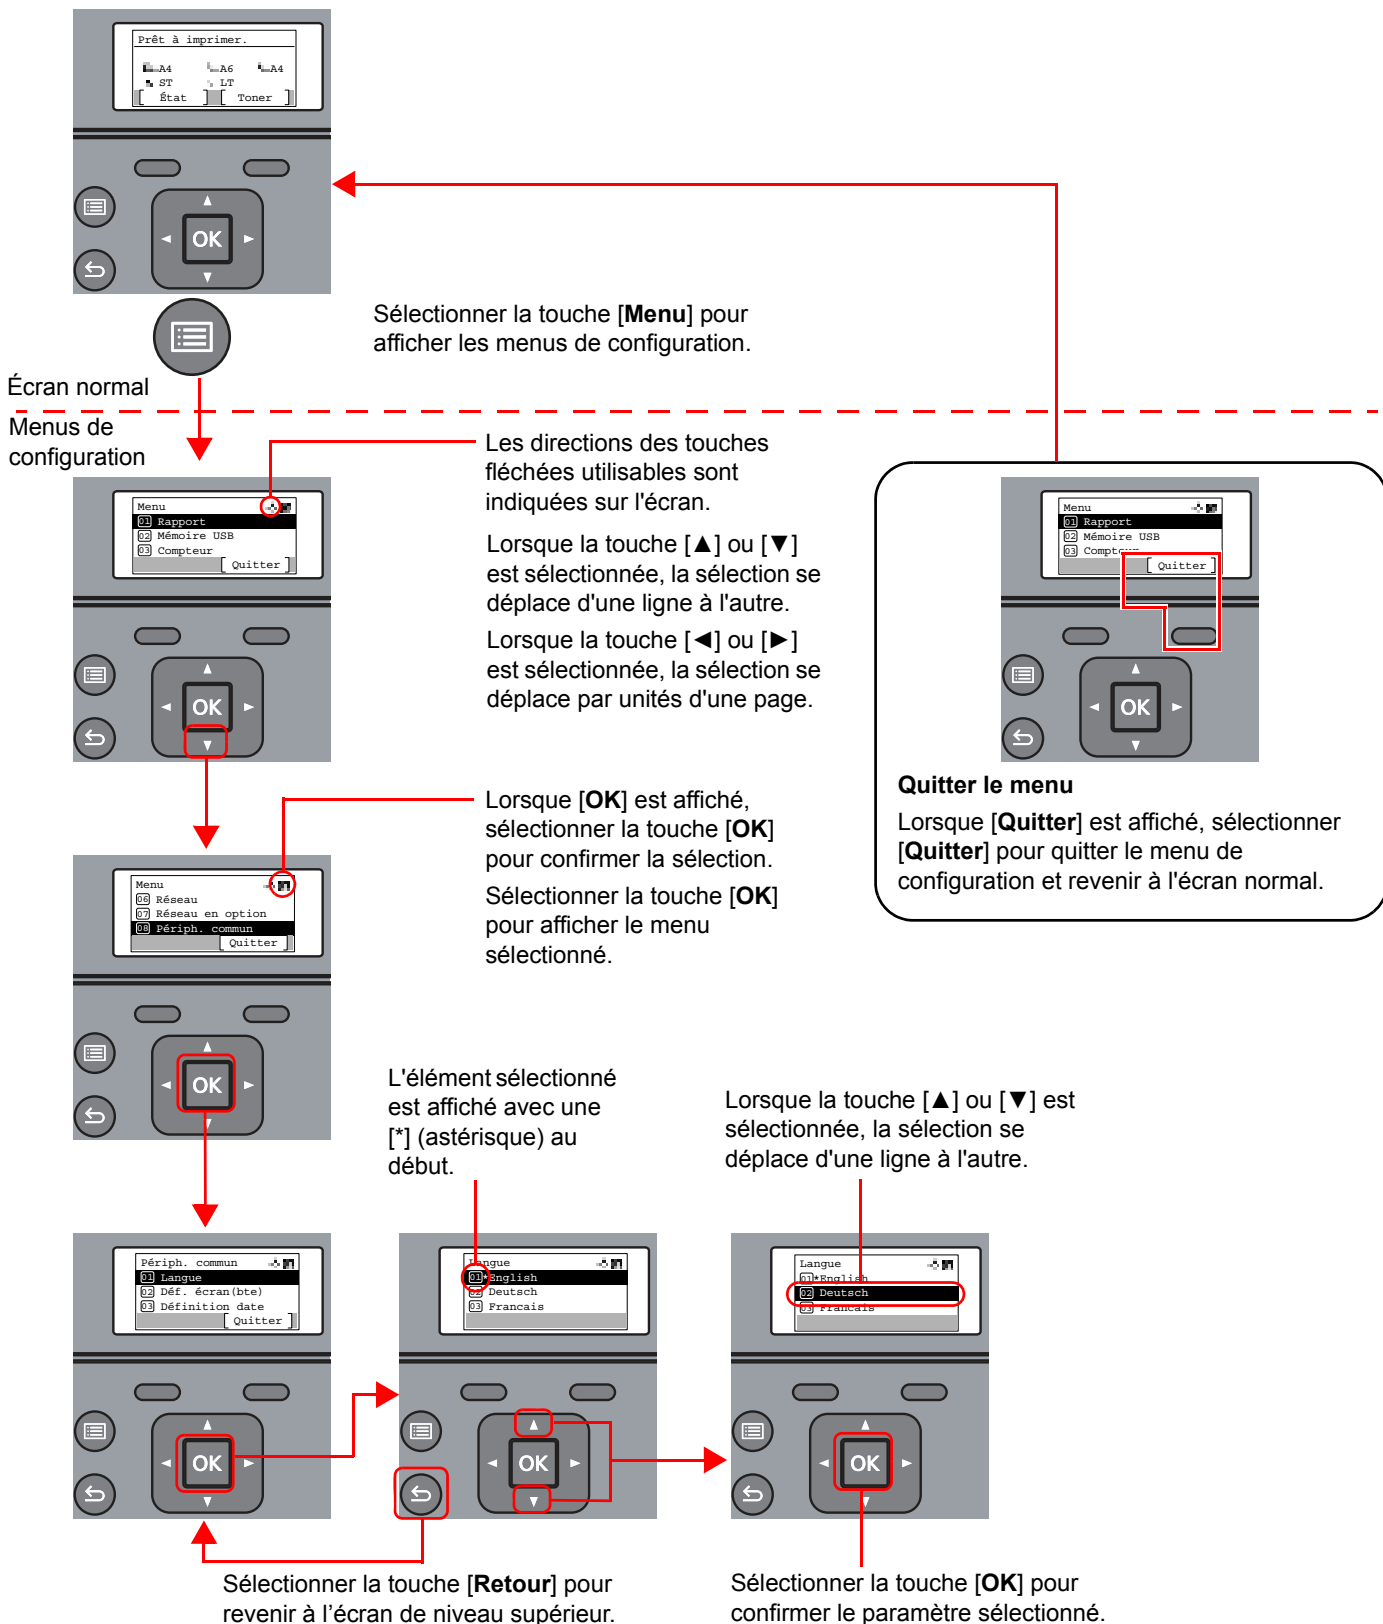 Prêt à imprimer.
A4 A6 A4
ST LT
[ État ] [ Toner ]
OK
Sélectionner la touche [Menu] pour
afficher les menus de configuration.
Écran normal
Menus de
configuration
Menu
01 Rapport
02 Mémoire USB
03 Compteur
[ Quitter ]
OK
Les directions des touches
fléchées utilisables sont
indiquées sur l'écran.
Lorsque la touche [▲] ou [▼]
est sélectionnée, la sélection se
déplace d'une ligne à l'autre.
Lorsque la touche [◄] ou [►]
est sélectionnée, la sélection se
déplace par unités d'une page.
Menu
01 Rapport
02 Mémoire USB
03 Compteur
[ Quitter ]
OK
Quitter le menu
Lorsque [Quitter] est affiché, sélectionner
[Quitter] pour quitter le menu de
configuration et revenir à l'écran normal.
Lorsque [OK] est affiché,
sélectionner la touche [OK]
pour confirmer la sélection.
Sélectionner la touche [OK]
pour afficher le menu
sélectionné.
Menu
06 Réseau
07 Réseau en option
08 Périph. commun
[ Quitter ]
OK
L'élément sélectionné
est affiché avec une
[*] (astérisque) au
début.
Lorsque la touche [▲] ou [▼] est
sélectionnée, la sélection se
déplace d'une ligne à l'autre.
Périph. commun
01 Langue
02 Déf. écran(bte)
03 Définition date
[ Quitter ]
OK
Langue
01*English
02 Deutsch
03 Francais
OK
Langue
01*English
02 Deutsch
03 Francais
OK
Sélectionner la touche [Retour] pour
revenir à l’écran de niveau supérieur.
Sélectionner la touche [OK] pour
confirmer le paramètre sélectionné.